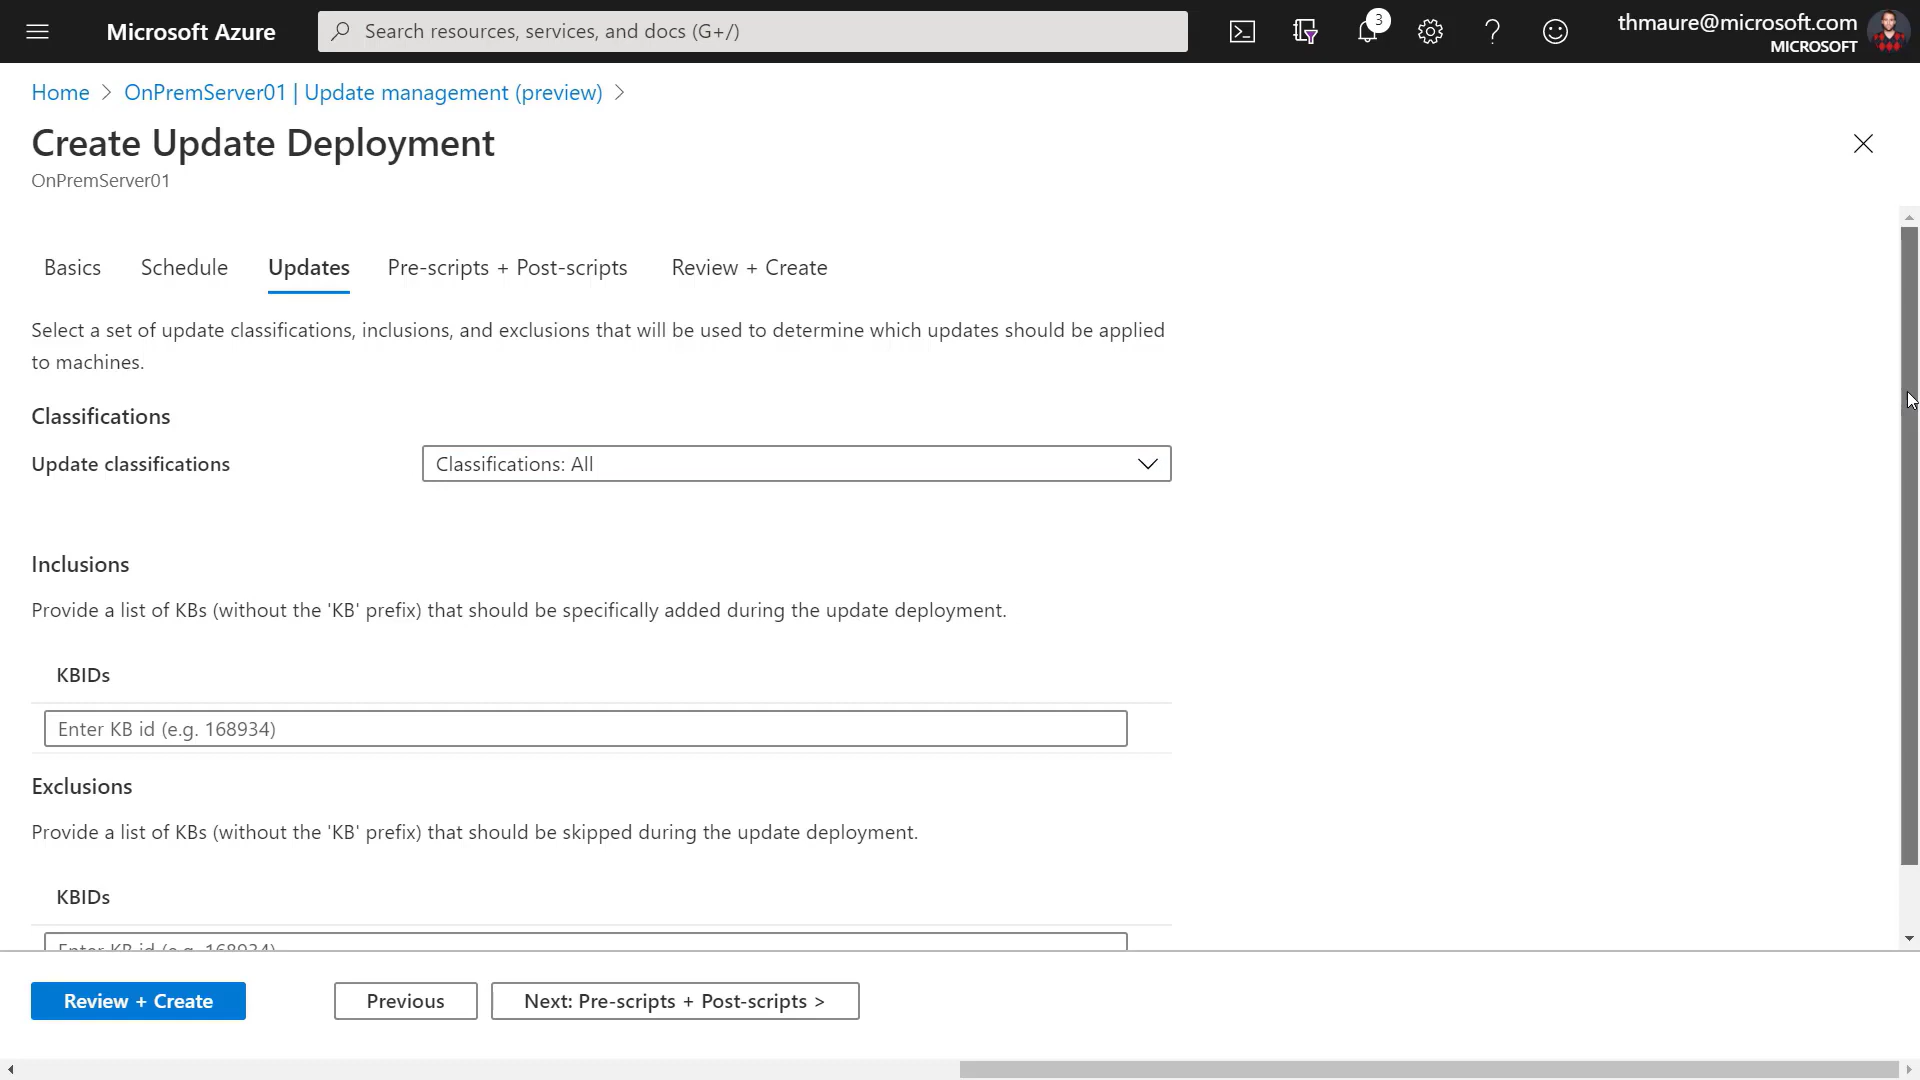 Microsoft Azure
Search resources, services, and docs (G+/)
3
thmaure@microsoft.com
MICROSOFT
Home > OnPremServer01 | Update management (preview) >
Create Update Deployment
OnPremServer01
Basics Schedule Updates Pre-scripts + Post-scripts Review + Create
Select a set of update classifications, inclusions, and exclusions that will be used to determine which updates should be applied
to machines.
Classifications
Update classifications
Classifications: All
Inclusions
Provide a list of KBs (without the 'KB' prefix) that should be specifically added during the update deployment.
KBIDs
Enter KB id (e.g. 168934)
Exclusions
Provide a list of KBs (without the 'KB' prefix) that should be skipped during the update deployment.
KBIDs
Enter KB id (e.g. 168934)
Review + Create
Previous
Next: Pre-scripts + Post-scripts >